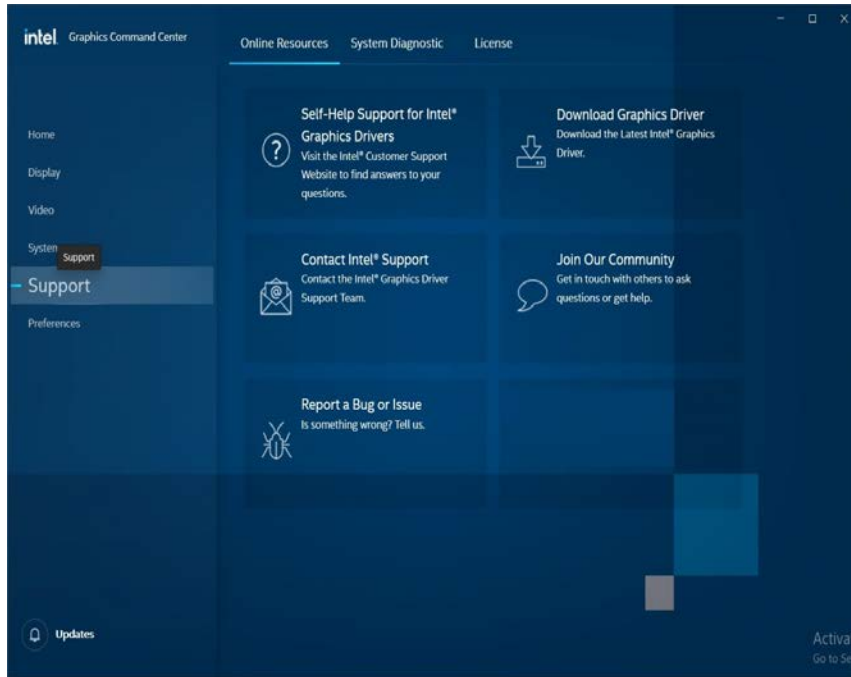 intel. Graphics Command Center
Online Resources
System Diagnostic
License
Home
Display
Video
System
Support
Support
Preferences
Self-Help Support for Intel®
Graphics Drivers
Visit the Intel® Customer Support
Website to find answers to your
questions.
Download Graphics Driver
Download the Latest Intel® Graphics
Driver.
Contact Intel® Support
Contact the Intel® Graphics Driver
Support Team.
Join Our Community
Get in touch with others to ask
questions or get help.
Report a Bug or Issue
Is something wrong? Tell us.
Updates
Activa
Go to Se